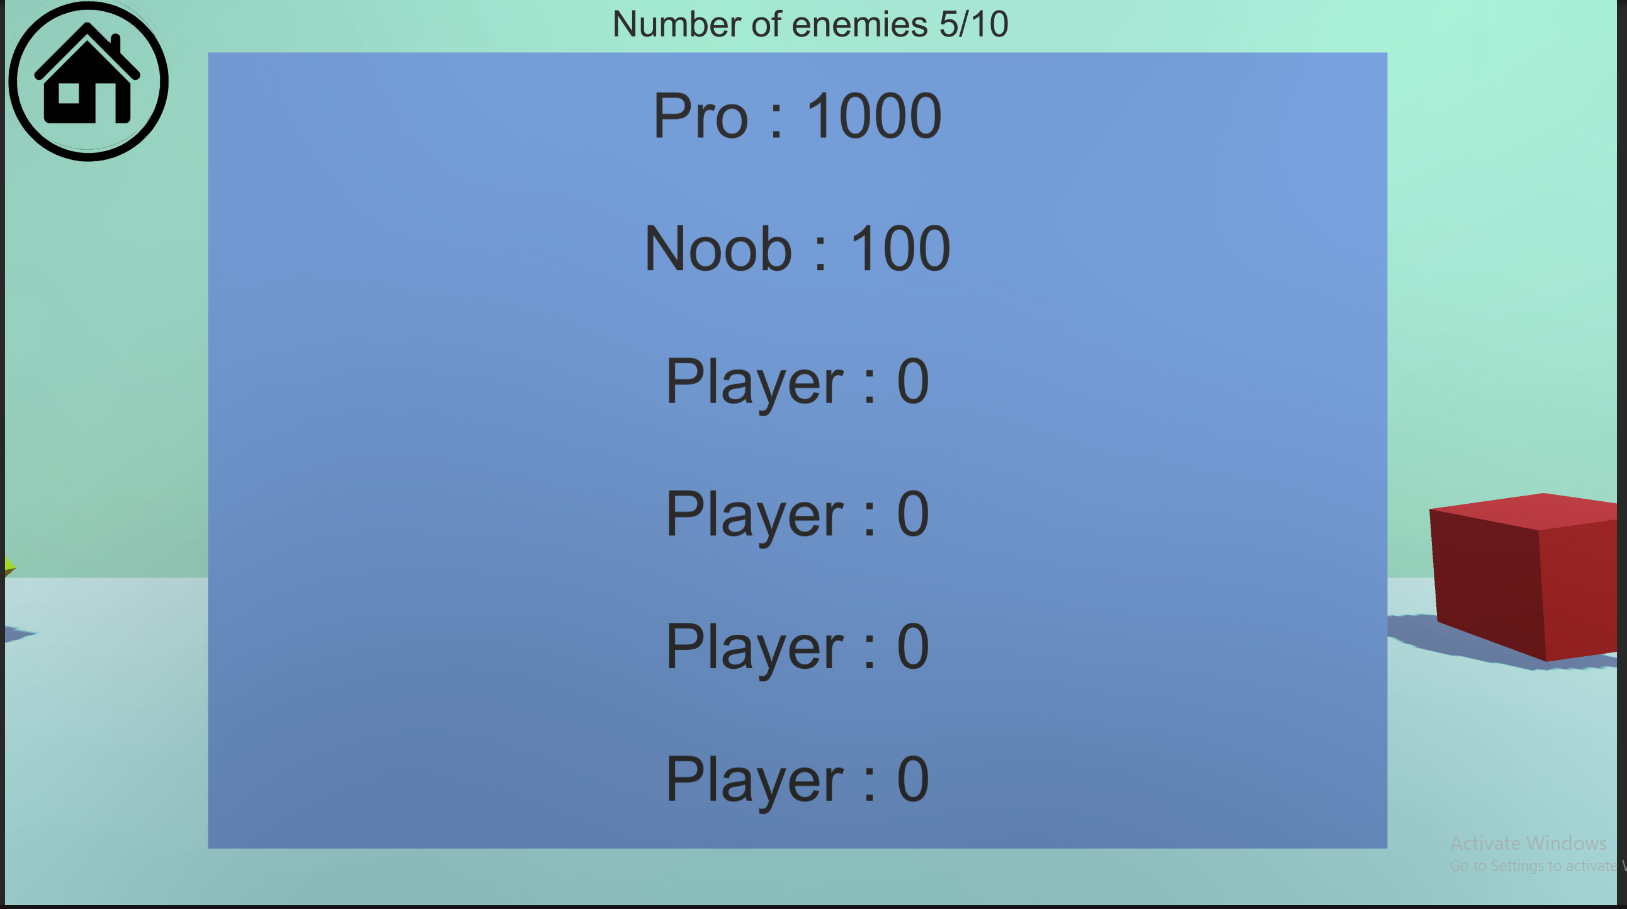 Number of enemies 5/10
Pro : 1000
Noob : 100
Player : 0
Player : 0
Player : 0
Player : 0
Activate Windows
Go to Settings to activate